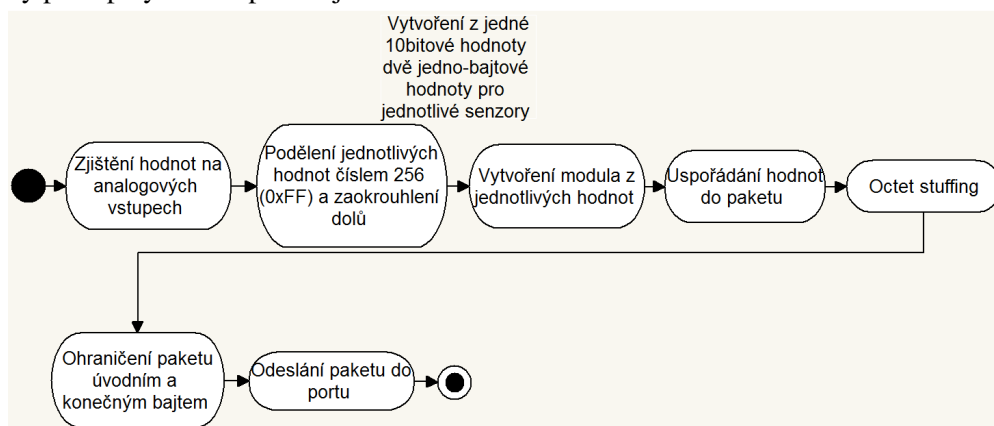 Vytvoření z jedné
10bitové hodnoty
dvě jedno-bajtové
hodnoty pro
jednotlivé senzory
Zjištění hodnot na
analogových
vstupech
Podělení jednotlivých
hodnot číslem 256
(0xFF) a zaokrouhlení
dolů
Vytvoření modula z
jednotlivých hodnot
Uspořádání hodnot
do paketu
Octet stuffing
Ohraničení paketu
úvodním a
konečným bajtem
Odeslání paketu do
portu